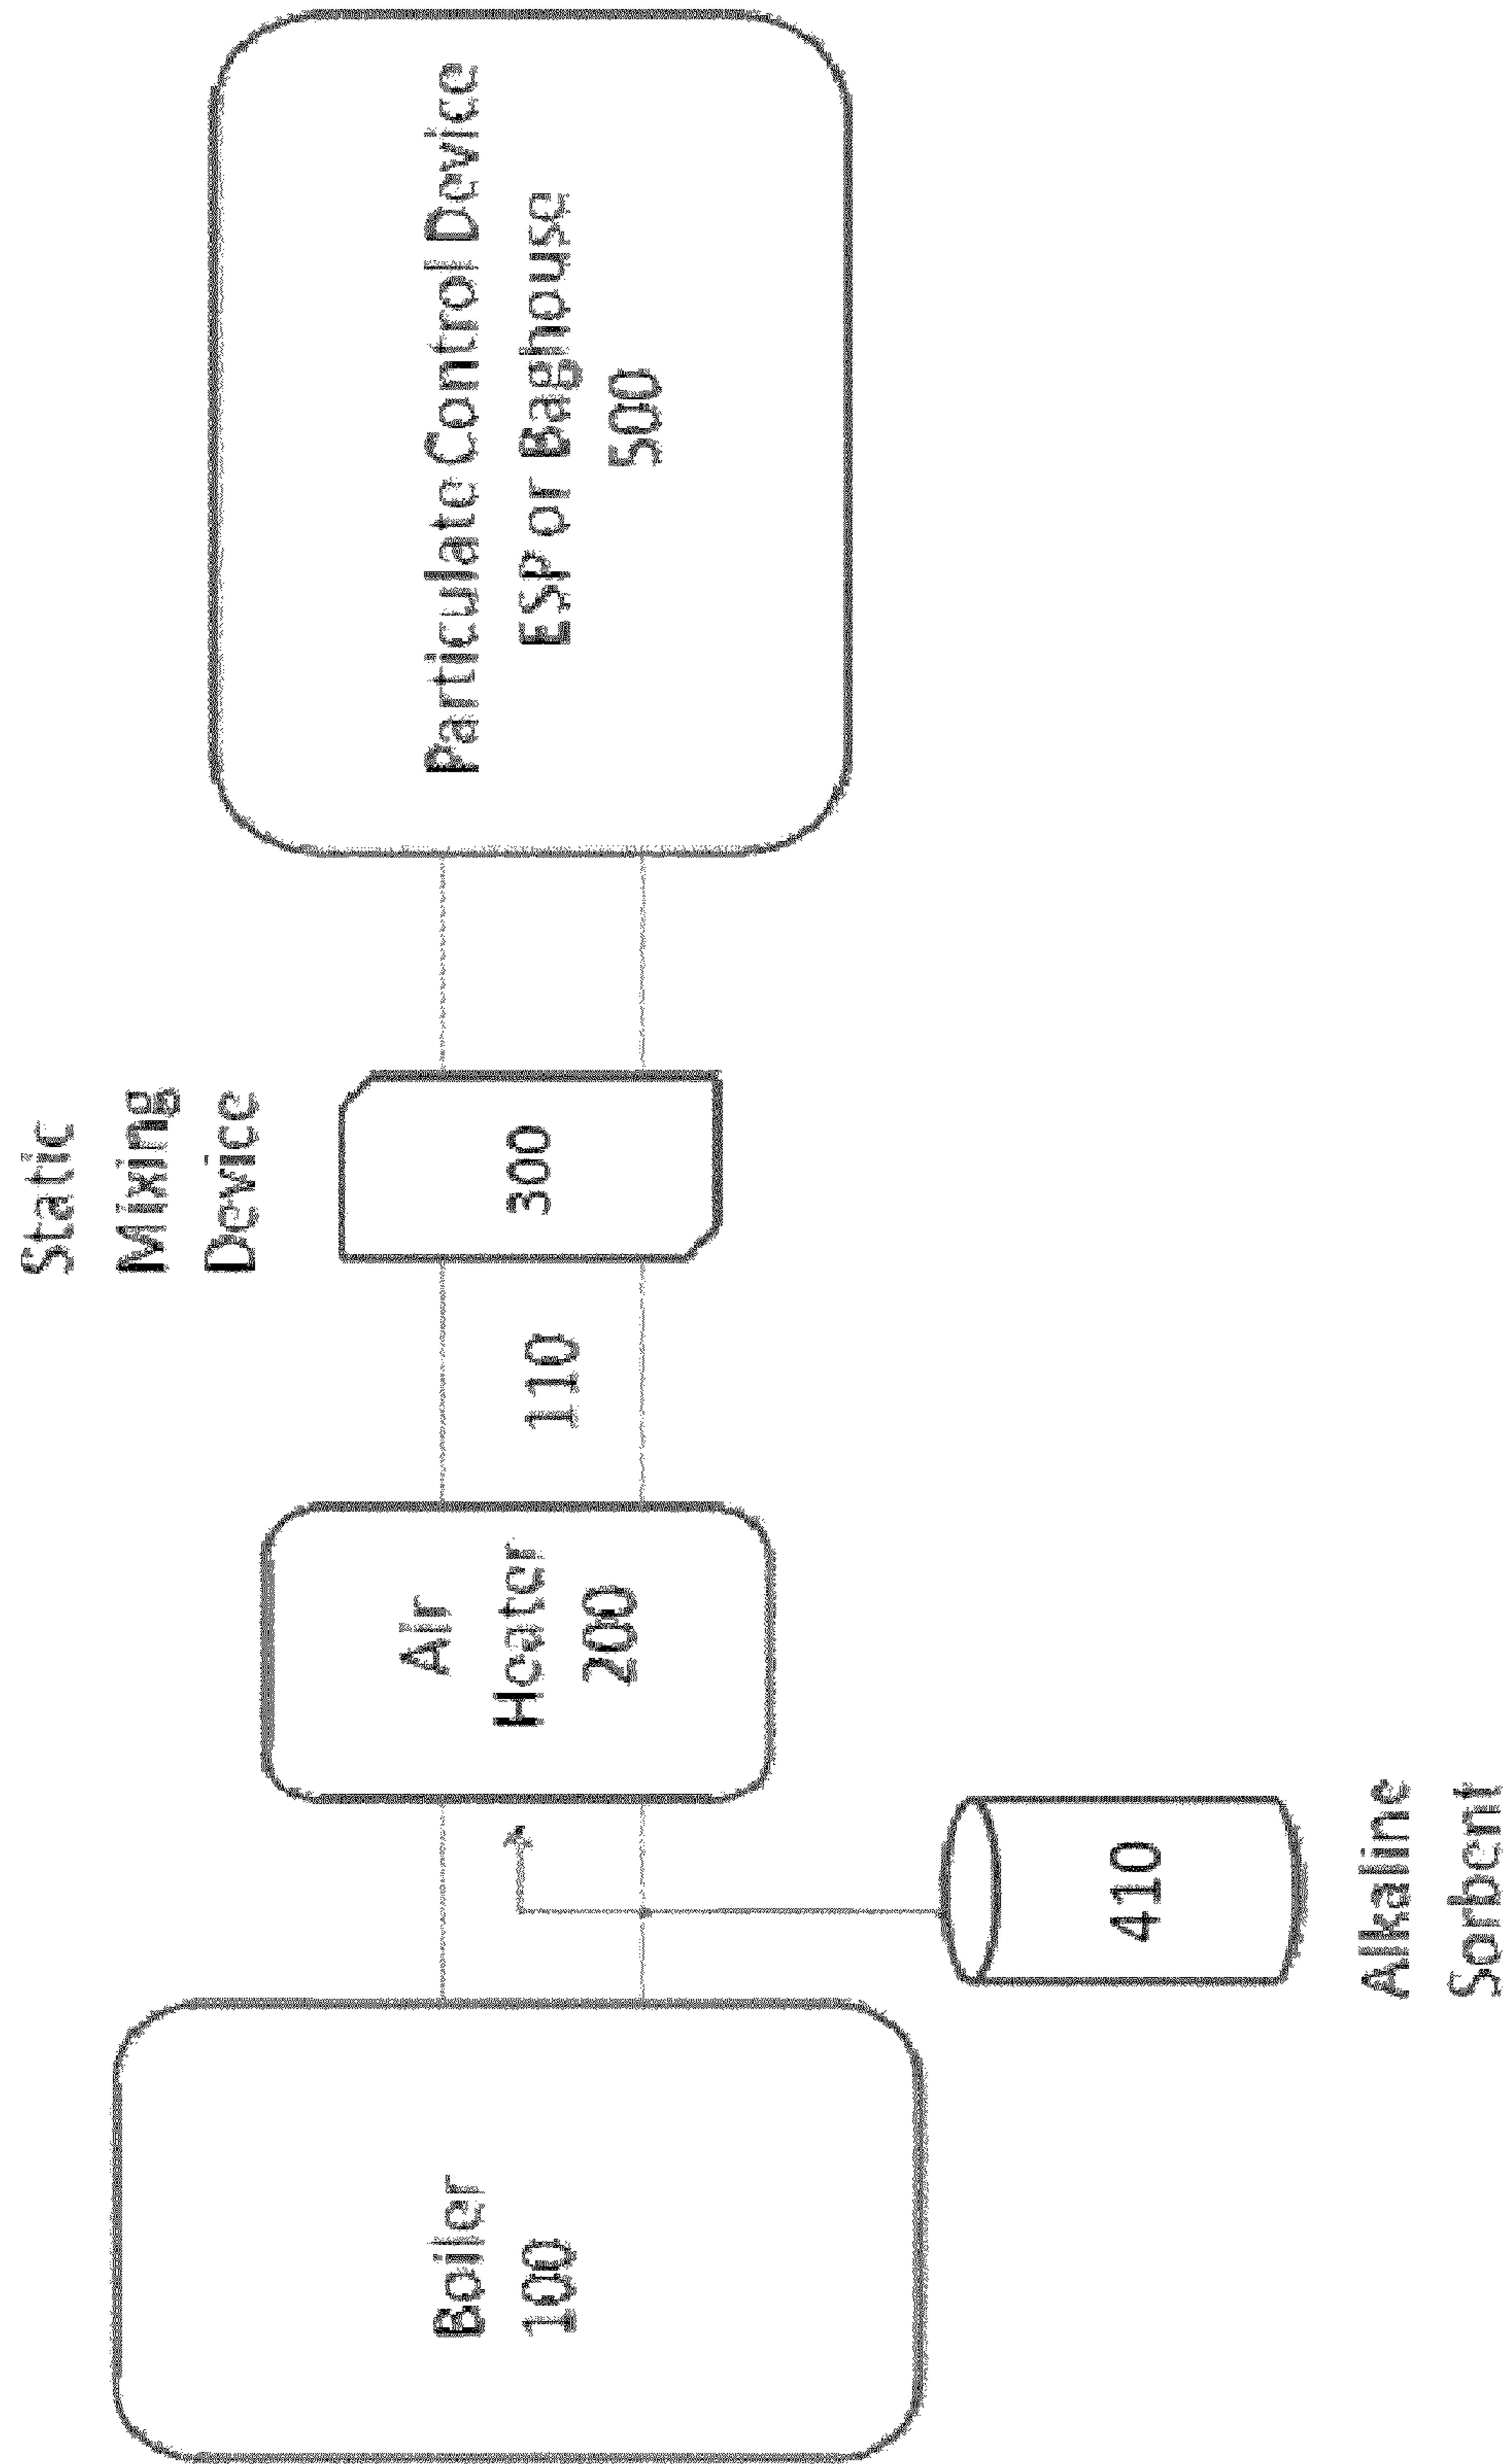 Static
Mixing
Device
Boiler
100
Air
Heater
200
110
300
Particulate Control Device
ESP or Baghouse
500
410
Alkaline
Sorbent